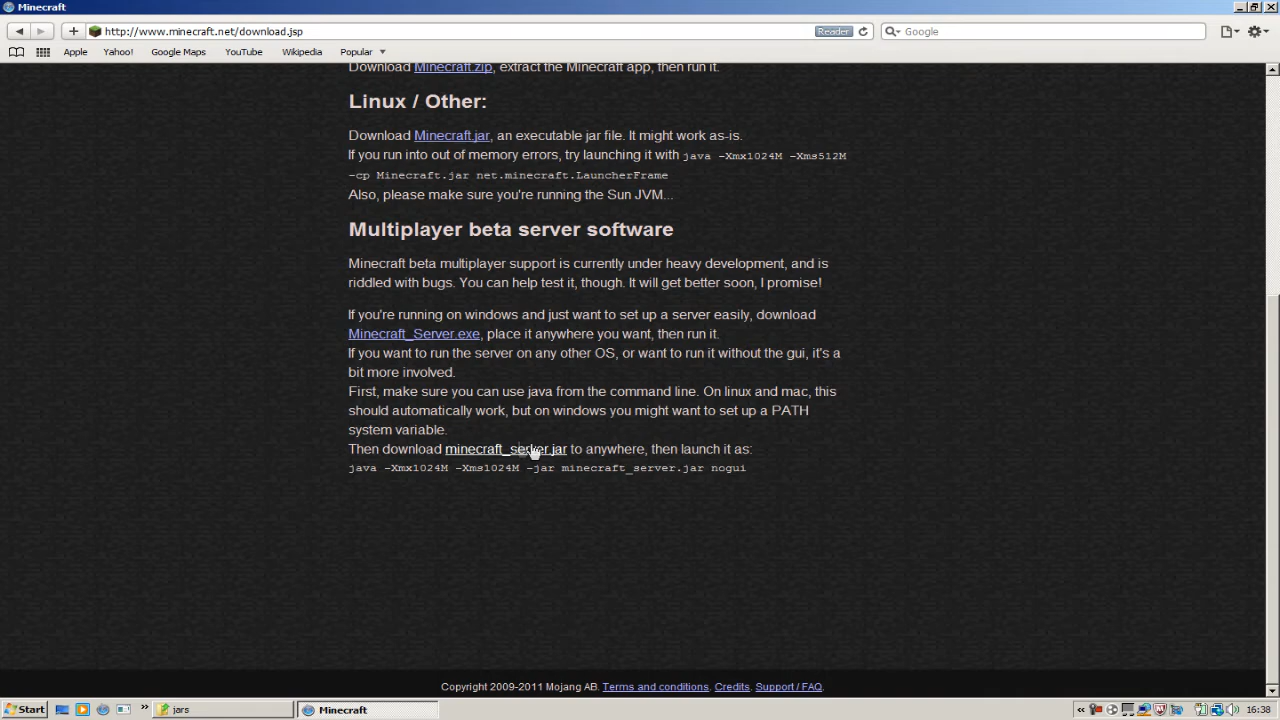 Minecraft
http://www.minecraft.net/download.jsp
Reader
Google
Apple Yahoo! Google Maps YouTube Wikipedia Popular
Download Minecraft.zip, extract the Minecraft app, then run it.
Linux / Other:
Download Minecraft.jar, an executable jar file. It might work as-is.
If you run into out of memory errors, try launching it with java -Xmx1024M -Xms512M
-cp Minecraft.jar net.minecraft.LauncherFrame
Also, please make sure you're running the Sun JVM...
Multiplayer beta server software
Minecraft beta multiplayer support is currently under heavy development, and is
riddled with bugs. You can help test it, though. It will get better soon, I promise!
If you're running on windows and just want to set up a server easily, download
Minecraft_Server.exe, place it anywhere you want, then run it.
If you want to run the server on any other OS, or want to run it without the gui, it's a
bit more involved.
First, make sure you can use java from the command line. On linux and mac, this
should automatically work, but on windows you might want to set up a PATH
system variable.
Then download minecraft_server.jar to anywhere, then launch it as:
java -Xmx1024M -Xms1024M -jar minecraft_server.jar nogui
Copyright 2009-2011 Mojang AB. Terms and conditions. Credits. Support / FAQ.
Start jars Minecraft 16:38